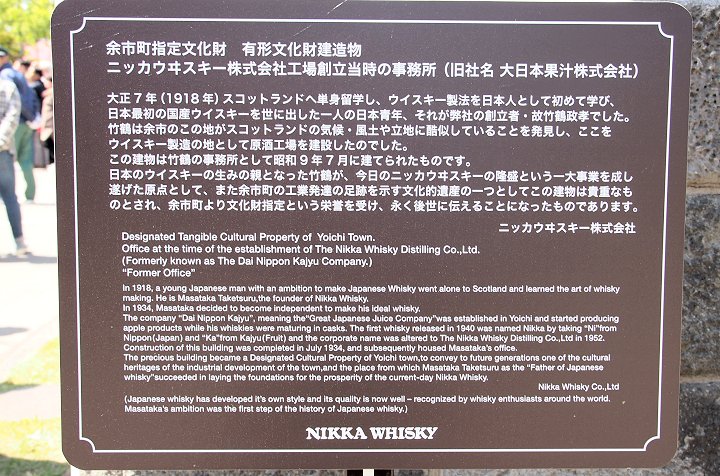 余市町指定文化財　有形文化財建造物
ニッカウヰスキー株式会社工場創立当時の事務所（旧社名 大日本果汁株式会社）
大正7年(1918年)スコットランドへ単身留学し、ウイスキー製法を日本人として初めて学び、
日本最初の国産ウイスキーを世に出した一人の日本青年、それが弊社の創立者・故竹鶴政孝でした。
竹鶴は余市のこの地がスコットランドの気候・風土や立地に酷似していることを発見し、ここを
ウイスキー製造の地として原酒工場を建設したのでした。
この建物は竹鶴の事務所として昭和9年7月に建てられたものです。
日本のウイスキーの生みの親となった竹鶴が、今日のニッカウヰスキーの隆盛という一大事業を成し
遂げた原点として、また余市町の工業発達の足跡を示す文化的遺産の一つとしてこの建物は貴重なも
のとされ、余市町より文化財指定という栄誉を受け、永く後世に伝えることになったものであります。
ニッカウヰスキー株式会社
Designated Tangible Cultural Property of Yoichi Town.
Office at the time of the establishment of The Nikka Whisky Distilling Co.,Ltd.
(Formerly known as The Dai Nippon Kajyu Company.)
“Former Office”
In 1918, a young Japanese man with an ambition to make Japanese Whisky went alone to Scotland and learned the art of whisky
making. He is Masataka Taketsuru,the founder of Nikka Whisky.
In 1934, Masataka decided to become independent to make his ideal whisky.
The company “Dai Nippon Kajyu”, meaning the“Great Japanese Juice Company”was established in Yoichi and started producing
apple products while his whiskies were maturing in casks. The first whisky released in 1940 was named Nikka by taking “Ni”from
Nippon(Japan) and “Ka”from Kajyu(Fruit) and the corporate name was altered to The Nikka Whisky Distilling Co.,Ltd in 1952.
Construction of this building was completed in July 1934, and subsequently housed Masataka's office.
The precious building became a Designated Cultural Property of Yoichi town,to convey to future generations one of the cultural
heritages of the industrial development of the town,and the place from which Masataka Taketsuru as the “Father of Japanese
whisky”succeeded in laying the foundations for the prosperity of the current-day Nikka Whisky.
Nikka Whisky Co.,Ltd
(Japanese whisky has developed it's own style and its quality is now well – recognized by whisky enthusiasts around the world.
Masataka's ambition was the first step of the history of Japanese whisky.)
NIKKA WHISKY